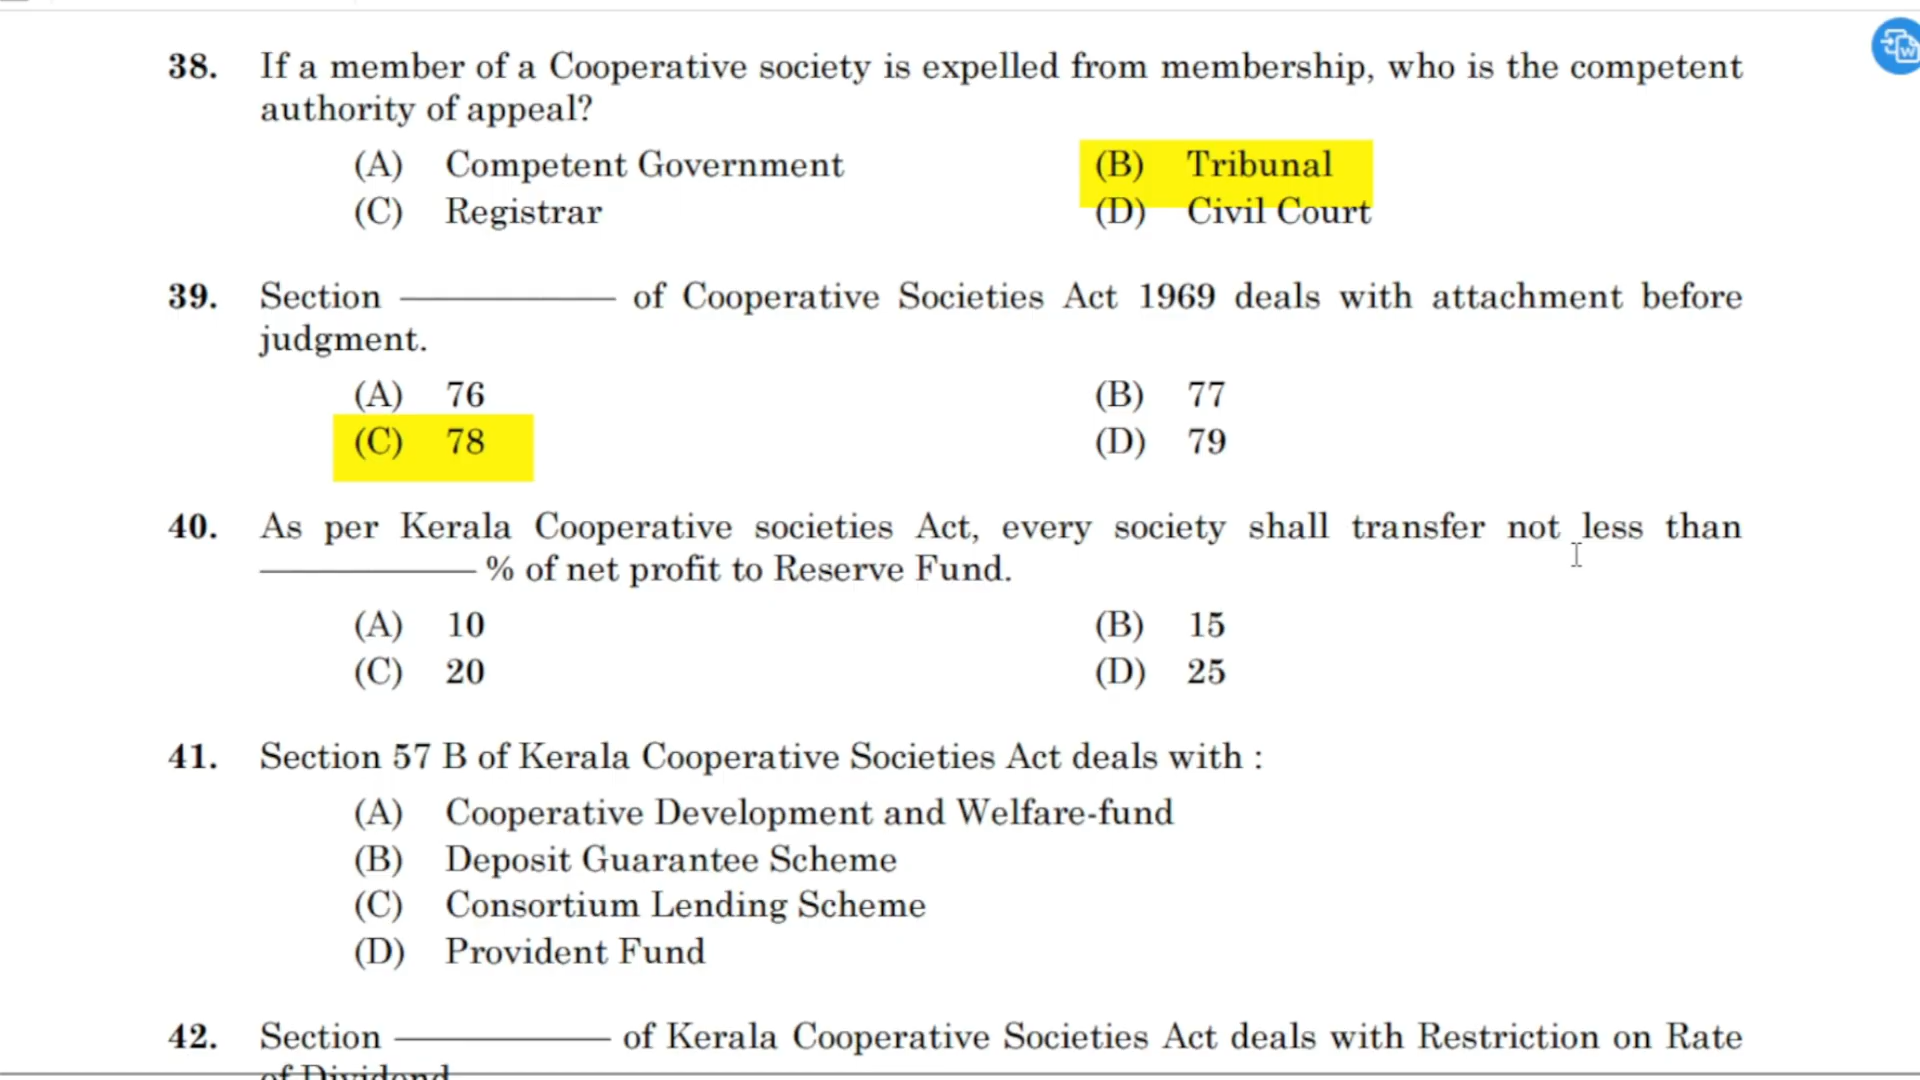 38. If a member of a Cooperative society is expelled from membership, who is the competent
authority of appeal?
(A) Competent Government (B) Tribunal
(C) Registrar (D) Civil Court
39. Section ________ of Cooperative Societies Act 1969 deals with attachment before
judgment.
(A) 76 (B) 77
(C) 78 (D) 79
40. As per Kerala Cooperative societies Act, every society shall transfer not less than
________ % of net profit to Reserve Fund.
(A) 10 (B) 15
(C) 20 (D) 25
41. Section 57 B of Kerala Cooperative Societies Act deals with :
(A) Cooperative Development and Welfare-fund
(B) Deposit Guarantee Scheme
(C) Consortium Lending Scheme
(D) Provident Fund
42. Section ________ of Kerala Cooperative Societies Act deals with Restriction on Rate
of Dividend